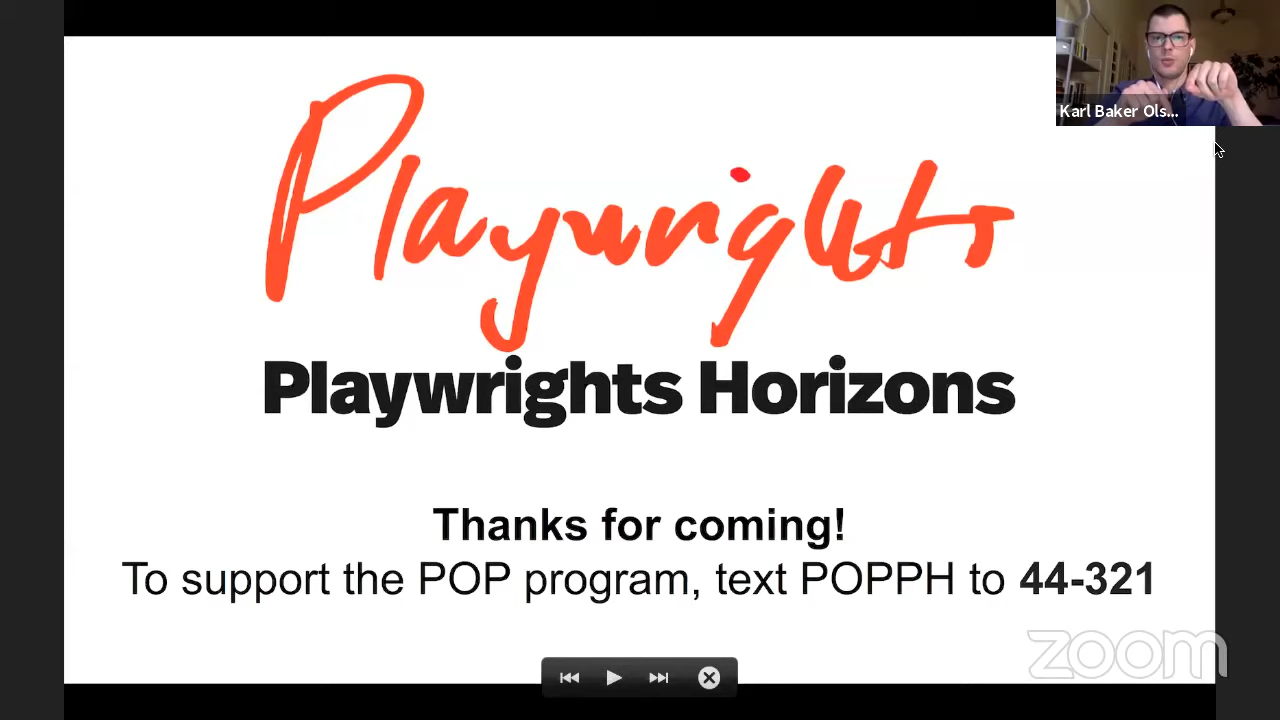 Karl Baker Ols...
Playwrights
Playwrights Horizons
Thanks for coming!
To support the POP program, text POPPH to 44-321
zoom